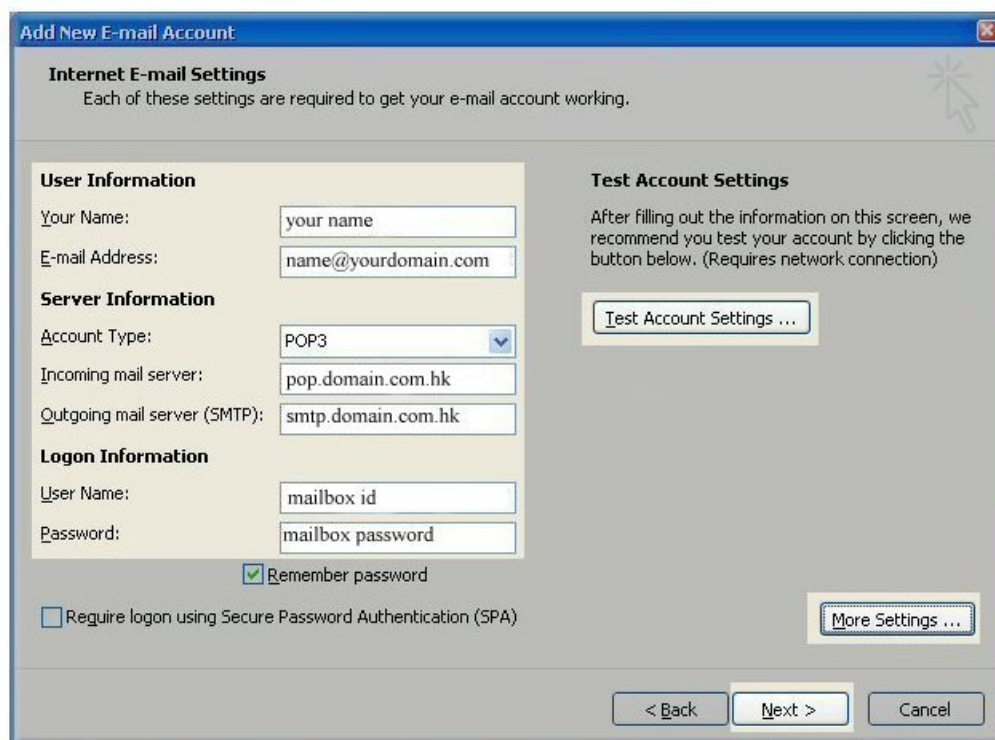 Add New E-mail Account
Internet E-mail Settings
Each of these settings are required to get your e-mail account working.
User Information
Your Name: your name
E-mail Address: name@yourdomain.com
Server Information
Account Type: POP3
Incoming mail server: pop.domain.com.hk
Outgoing mail server (SMTP): smtp.domain.com.hk
Logon Information
User Name: mailbox id
Password: mailbox password
Remember password
Require logon using Secure Password Authentication (SPA)
Test Account Settings
After filling out the information on this screen, we
recommend you test your account by clicking the
button below. (Requires network connection)
Test Account Settings ...
More Settings ...
< Back
Next >
Cancel